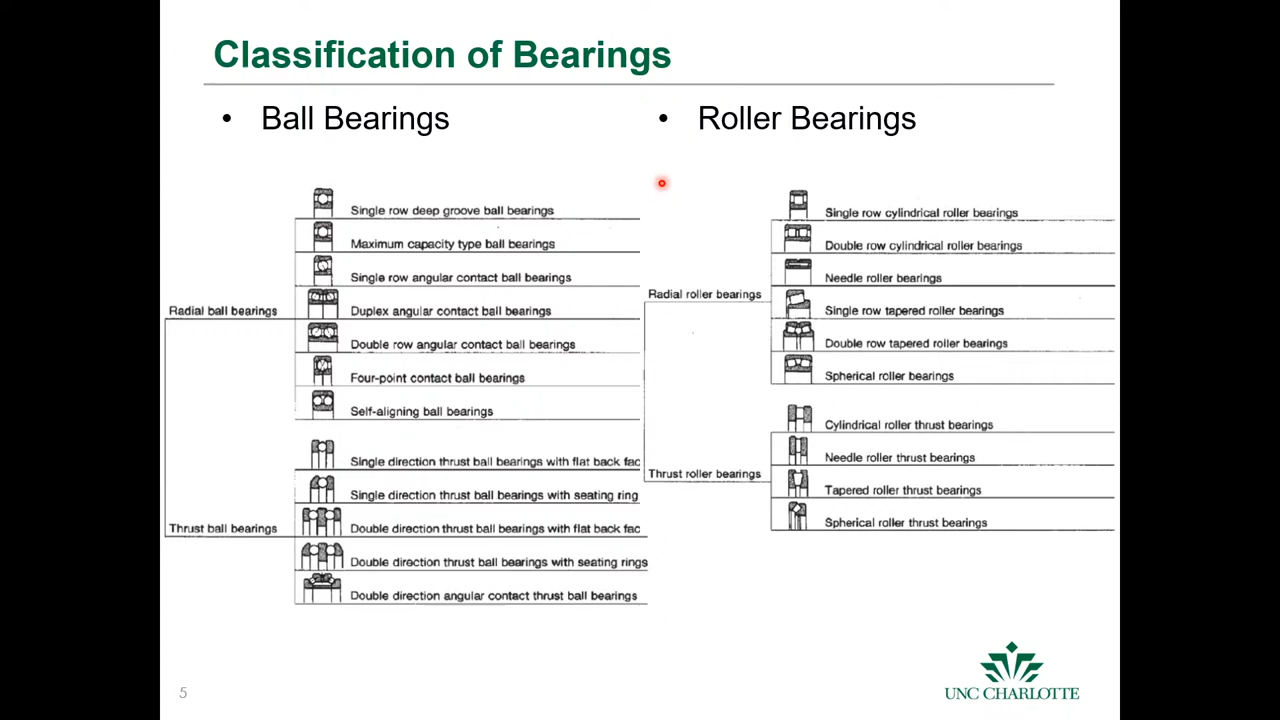 Classification of Bearings
• Ball Bearings
Single row deep groove ball bearings
Maximum capacity type ball bearings
Single row angular contact ball bearings
Radial ball bearings
Duplex angular contact ball bearings
Double row angular contact ball bearings
Four-point contact ball bearings
Self-aligning ball bearings
Single direction thrust ball bearings with flat back fac
Single direction thrust ball bearings with seating ring
Thrust ball bearings
Double direction thrust ball bearings with flat back fac
Double direction thrust ball bearings with seating rings
Double direction angular contact thrust ball bearings
• Roller Bearings
Single row cylindrical roller bearings
Double row cylindrical roller bearings
Needle roller bearings
Radial roller bearings
Single row tapered roller bearings
Double row tapered roller bearings
Spherical roller bearings
Cylindrical roller thrust bearings
Needle roller thrust bearings
Thrust roller bearings
Tapered roller thrust bearings
Spherical roller thrust bearings
5
UNC CHARLOTTE